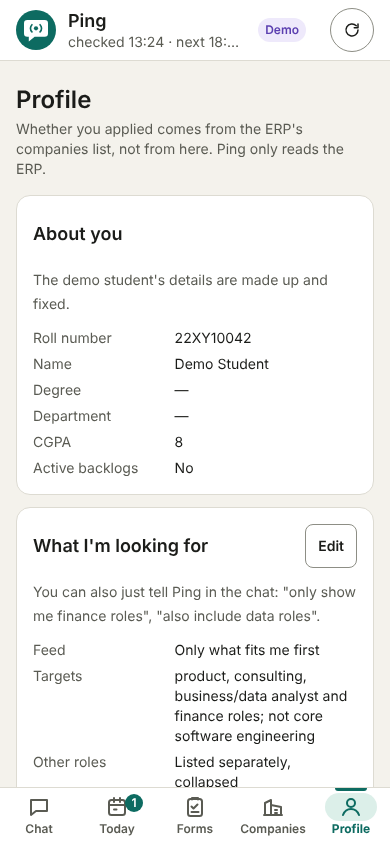 Ping
checked 13:24 · next 18:...
Demo
Profile
Whether you applied comes from the ERP's
companies list, not from here. Ping only reads the
ERP.
About you
The demo student's details are made up and
fixed.
Roll number 22XY10042
Name Demo Student
Degree —
Department —
CGPA 8
Active backlogs No
What I'm looking for
Edit
You can also just tell Ping in the chat: "only show
me finance roles", "also include data roles".
Feed Only what fits me first
Targets product, consulting,
business/data analyst and
finance roles; not core
software engineering
Other roles Listed separately,
collapsed
Chat
Today 1
Forms
Companies
Profile